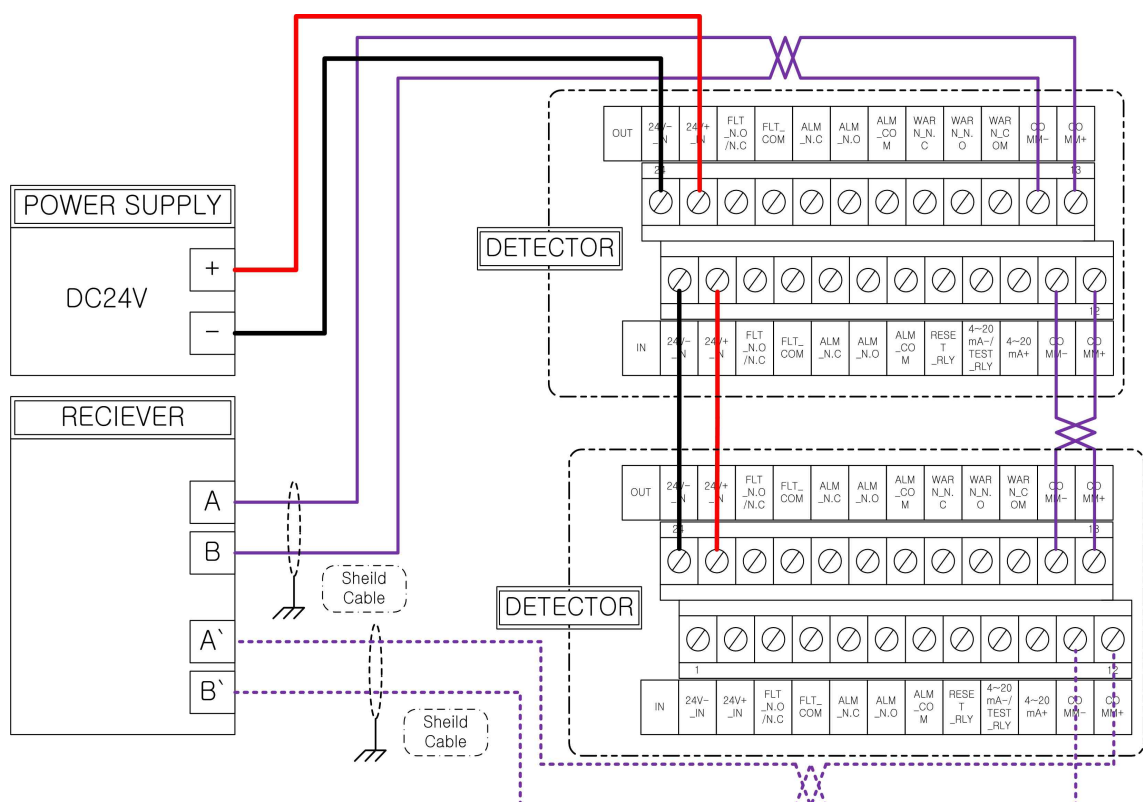 OUT
24V-
_IN
24V+
_IN
FLT
_N.O
/N.C
FLT_
COM
ALM
_N.C
ALM
_N.O
ALM
_CO
M
WAR
N_N.
C
WAR
N_N.
O
WAR
N_C
OM
CO
MM-
CO
MM+
24
13
POWER SUPPLY
+
DC24V
−
DETECTOR
12
IN
24V-
_IN
24V+
_IN
FLT
_N.O
/N.C
FLT_
COM
ALM
_N.C
ALM
_N.O
ALM
_CO
M
RESE
T
_RLY
4~20
mA-/
TEST
_RLY
4~20
mA+
CO
MM-
CO
MM+
RECIEVER
A
B
Sheild
Cable
A`
B`
Sheild
Cable
OUT
24V-
_IN
24V+
_IN
FLT
_N.O
/N.C
FLT_
COM
ALM
_N.C
ALM
_N.O
ALM
_CO
M
WAR
N_N.
C
WAR
N_N.
O
WAR
N_C
OM
CO
MM-
CO
MM+
24
13
DETECTOR
1
12
IN
24V-
_IN
24V+
_IN
FLT
_N.O
/N.C
FLT_
COM
ALM
_N.C
ALM
_N.O
ALM
_CO
M
RESE
T
_RLY
4~20
mA-/
TEST
_RLY
4~20
mA+
CO
MM-
CO
MM+